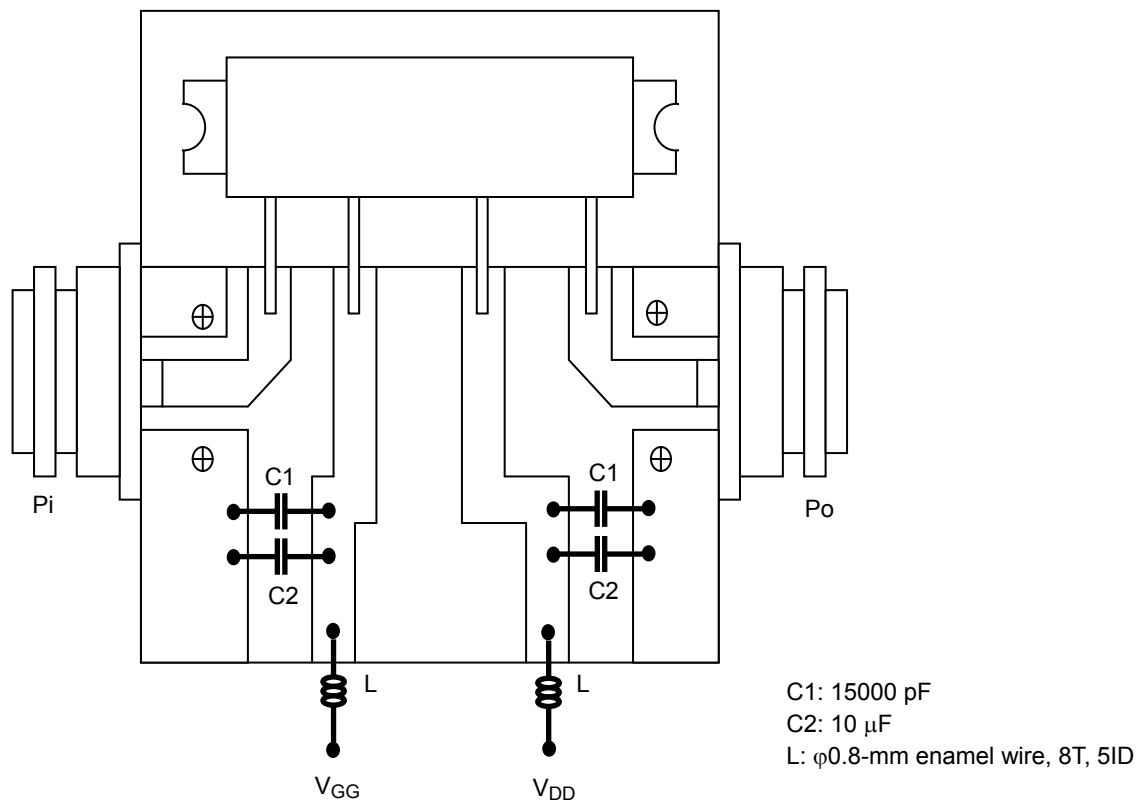 C1
C1
Pi
Po
C2
C2
L
L
C1: 15000 pF
C2: 10 μF
L: φ0.8-mm enamel wire, 8T, 5ID
VGG
VDD